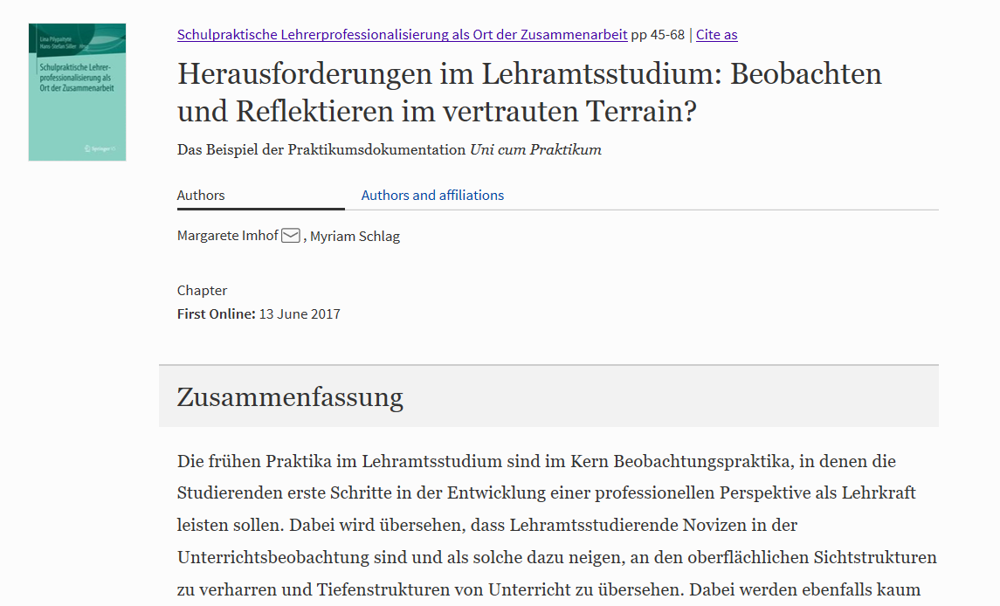 Lina Pilypaityte
Hans-Stefan Siller Hrsg.
Schulpraktische Lehrer-
professionalisierung als
Ort der Zusammenarbeit
Springer VS
Schulpraktische Lehrerprofessionalisierung als Ort der Zusammenarbeit pp 45-68 | Cite as
Herausforderungen im Lehramtsstudium: Beobachten
und Reflektieren im vertrauten Terrain?
Das Beispiel der Praktikumsdokumentation Uni cum Praktikum
Authors Authors and affiliations
Margarete Imhof , Myriam Schlag
Chapter
First Online: 13 June 2017
Zusammenfassung
Die frühen Praktika im Lehramtsstudium sind im Kern Beobachtungspraktika, in denen die
Studierenden erste Schritte in der Entwicklung einer professionellen Perspektive als Lehrkraft
leisten sollen. Dabei wird übersehen, dass Lehramtsstudierende Novizen in der
Unterrichtsbeobachtung sind und als solche dazu neigen, an den oberflächlichen Sichtstrukturen
zu verharren und Tiefenstrukturen von Unterricht zu übersehen. Dabei werden ebenfalls kaum